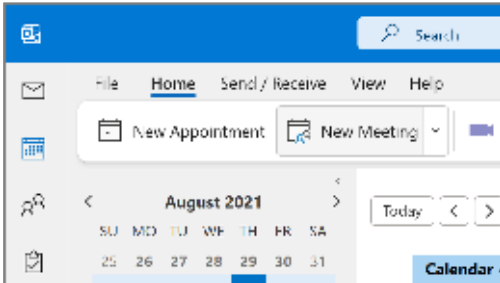 Search
File Home Send / Receive View Help
New Appointment New Meeting
August 2021
Today
SU MO TU WE TH FR SA
25 26 27 28 29 30 31
Calendar